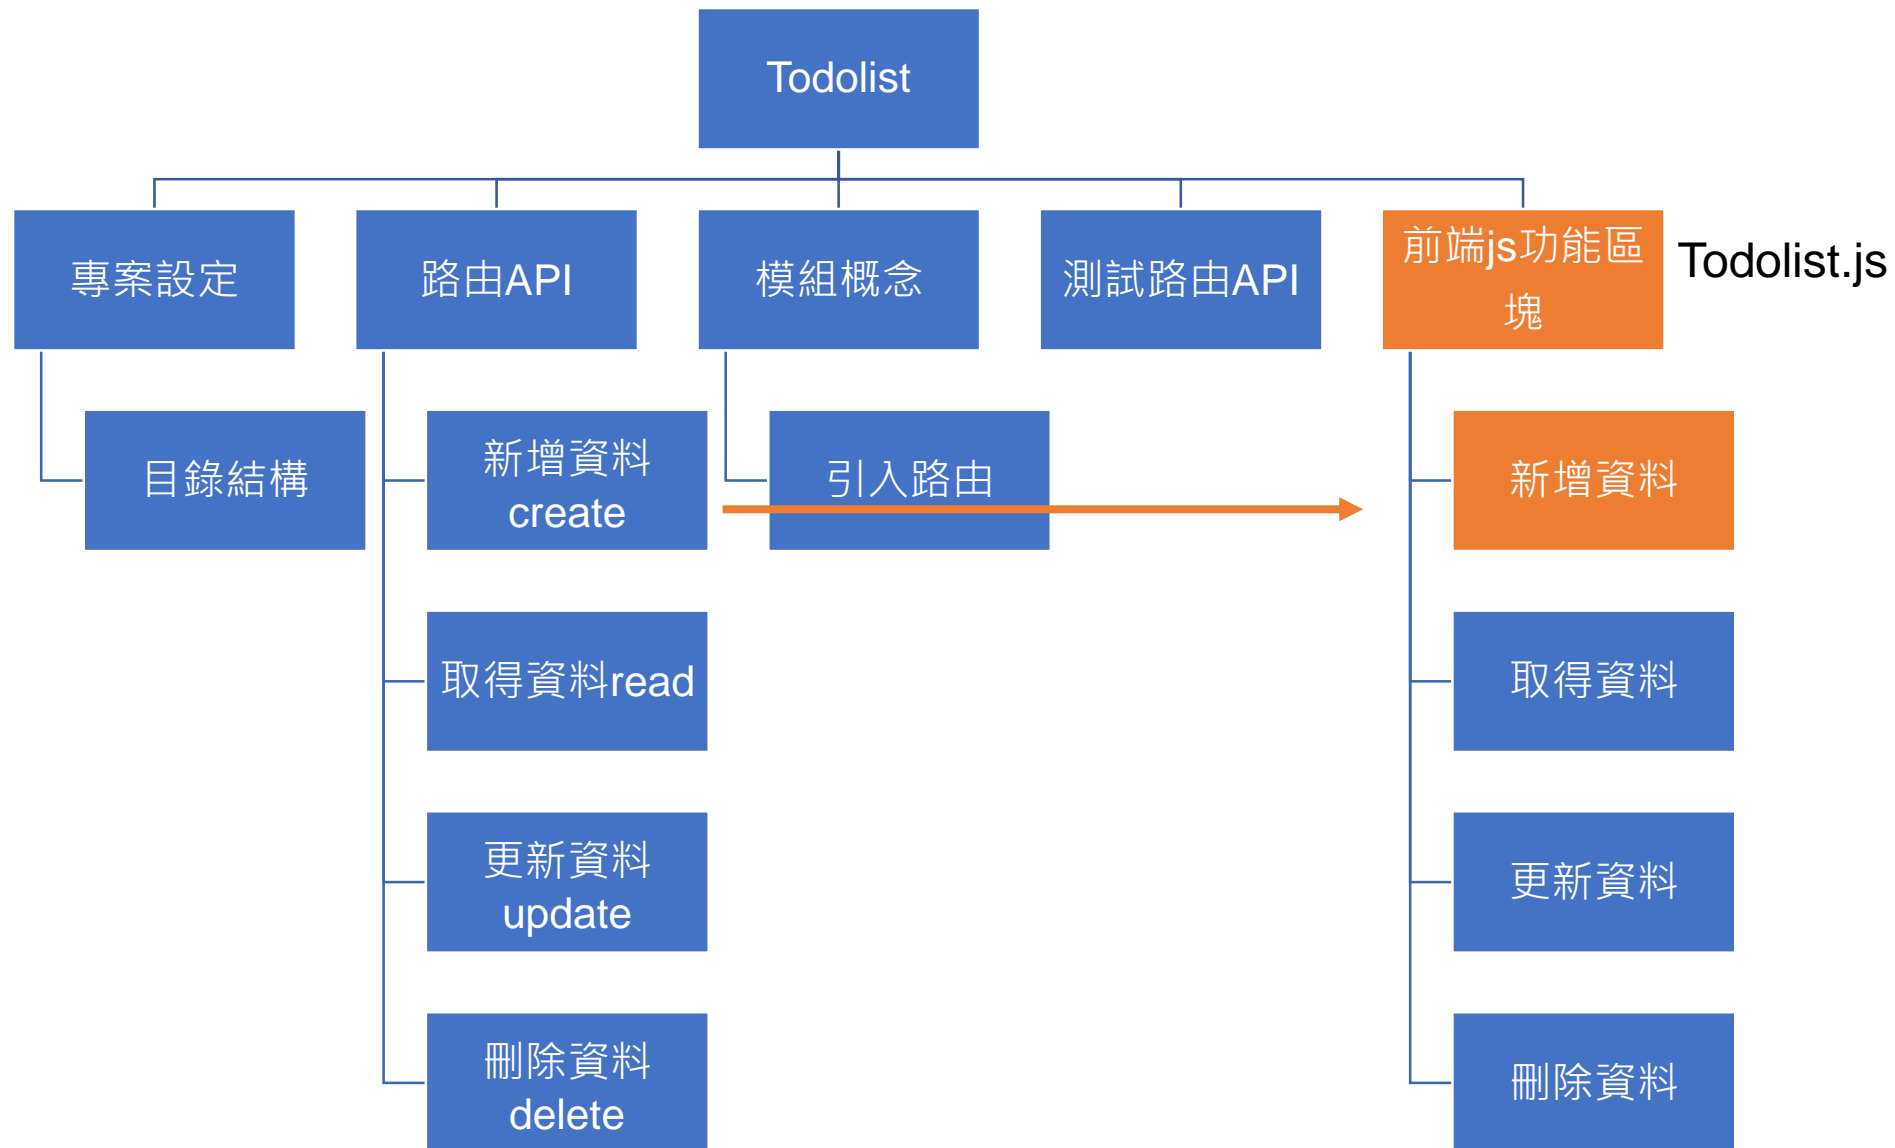 Todolist
專案設定
路由API
模組概念
測試路由API
前端js功能區
塊
Todolist.js
目錄結構
新增資料
create
引入路由
新增資料
取得資料read
取得資料
更新資料
update
更新資料
刪除資料
delete
刪除資料